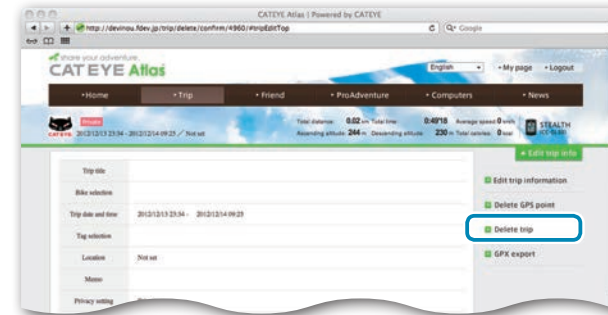 CATEYE Atlas | Powered by CATEYE
http://devinou.fdev.jp/trip/delete/confirm/4960/#tripEditTop
Google
share your adventure.
CATEYE Atlas
English
My page
Logout
Home
Trip
Friend
ProAdventure
Computers
News
CATEYE
Private
2012/12/13 23:34 - 2012/12/14 09:25 / Not set
Total distance: 0.02 km Total time: 0:49'18 Average speed 0 km/h
Ascending altitude 244 m Descending altitude 230 m Total calories 0 kcal
STEALTH
Edit trip info
Trip title
Bike selection
Trip date and time 2012/12/13 23:34 - 2012/12/14 09:25
Tag selection
Location Not set
Memo
Privacy setting
Edit trip information
Delete GPS point
Delete trip
GPX export